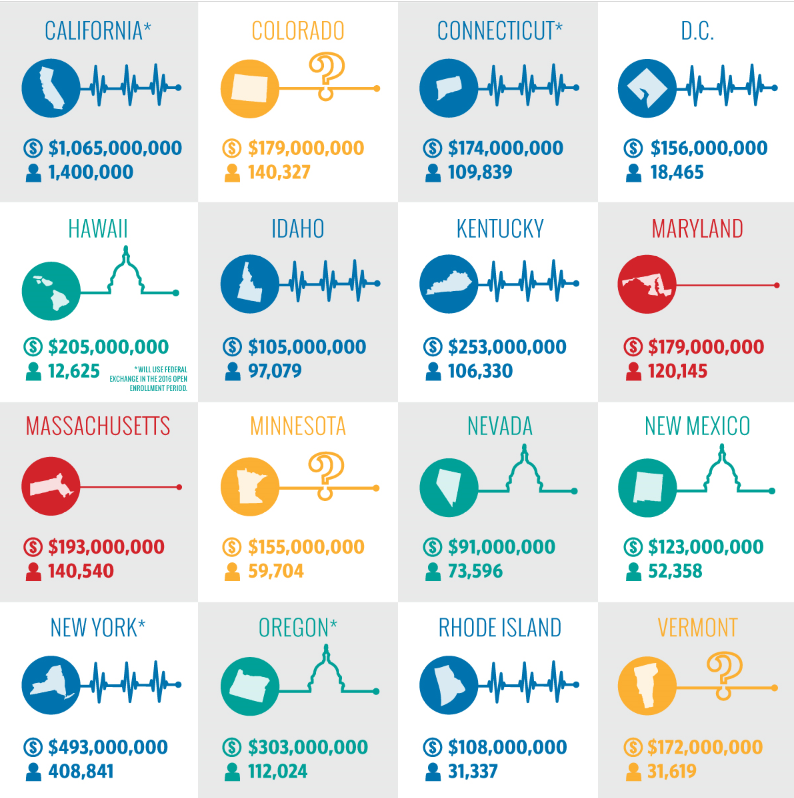 CALIFORNIA*
$1,065,000,000
1,400,000
COLORADO
$179,000,000
140,327
CONNECTICUT*
$174,000,000
109,839
D.C.
$156,000,000
18,465
HAWAII
$205,000,000
12,625
*WILL USE FEDERAL
EXCHANGE IN THE 2016 OPEN
ENROLLMENT PERIOD.
IDAHO
$105,000,000
97,079
KENTUCKY
$253,000,000
106,330
MARYLAND
$179,000,000
120,145
MASSACHUSETTS
$193,000,000
140,540
MINNESOTA
$155,000,000
59,704
NEVADA
$91,000,000
73,596
NEW MEXICO
$123,000,000
52,358
NEW YORK*
$493,000,000
408,841
OREGON*
$303,000,000
112,024
RHODE ISLAND
$108,000,000
31,337
VERMONT
$172,000,000
31,619